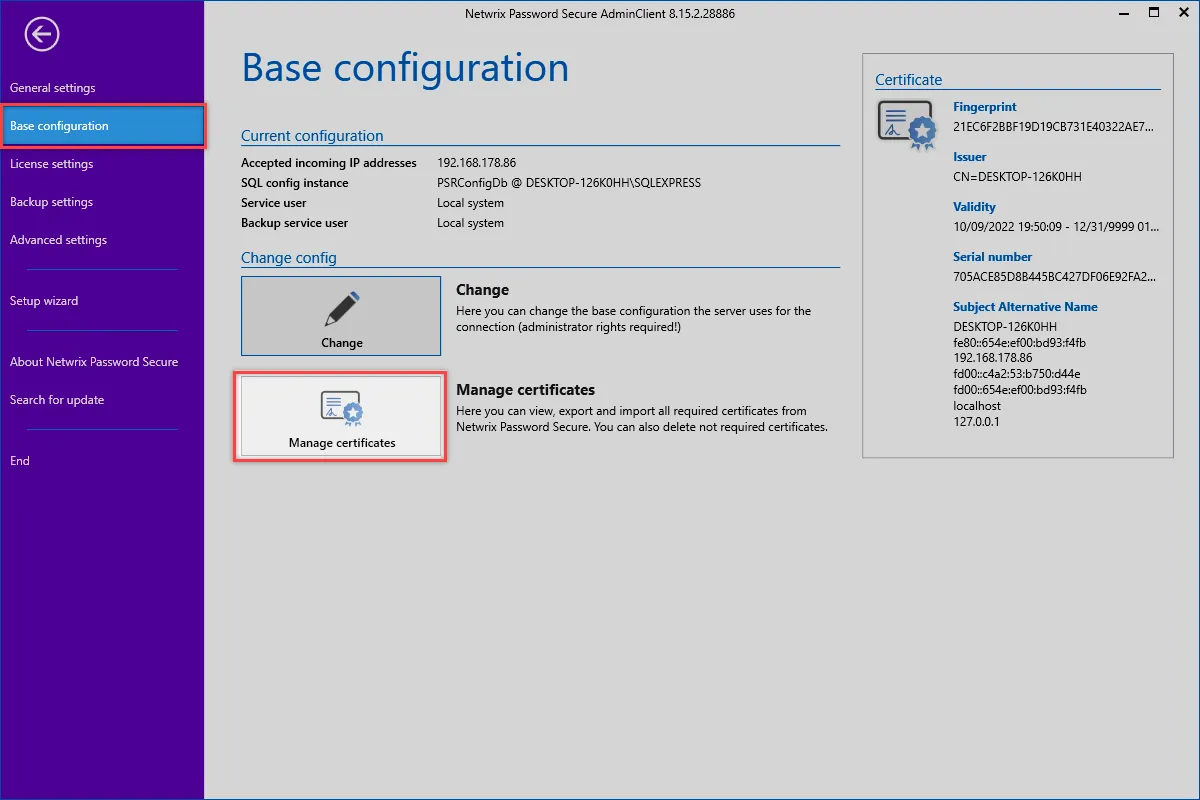 Netwrix Password Secure AdminClient 8.15.2.28886
General settings
Base configuration
License settings
Backup settings
Advanced settings
Setup wizard
About Netwrix Password Secure
Search for update
End
Base configuration
Current configuration
Accepted incoming IP addresses 192.168.178.86
SQL config instance PSRConfigDb @ DESKTOP-126K0HH\SQLEXPRESS
Service user Local system
Backup service user Local system
Change config
Change
Change
Here you can change the base configuration the server uses for the
connection (administrator rights required!)
Manage certificates
Manage certificates
Here you can view, export and import all required certificates from
Netwrix Password Secure. You can also delete not required certificates.
Certificate
Fingerprint
21EC6F2BBF19D19CB731E40322AE7...
Issuer
CN=DESKTOP-126K0HH
Validity
10/09/2022 19:50:09 - 12/31/9999 01...
Serial number
705ACE85D8B445BC427DF06E92FA2...
Subject Alternative Name
DESKTOP-126K0HH
fe80::654e:ef00:bd93:f4fb
192.168.178.86
fd00::c4a2:53:b750:d44e
fd00::654e:ef00:bd93:f4fb
localhost
127.0.0.1